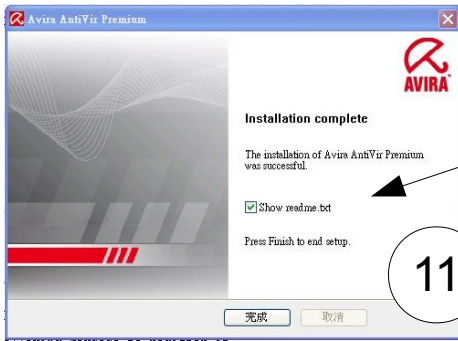 Avira AntiVir Premium
AVIRA
Installation complete
The installation of Avira AntiVir Premium
was successful.
Show readme.txt
Press Finish to end setup.
11
完成
取消